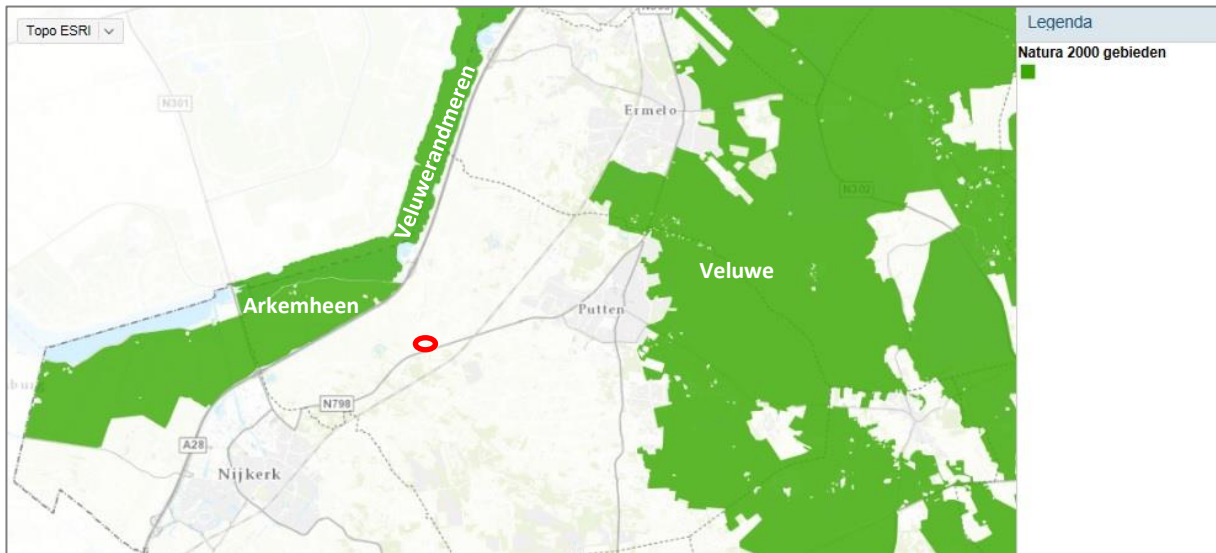 Topo ESRI
Legenda
Natura 2000 gebieden
N301
Ermelo
Veluwerandmeren
N302
Veluwe
Arkemheen
Putten
N798
A28
Nijkerk